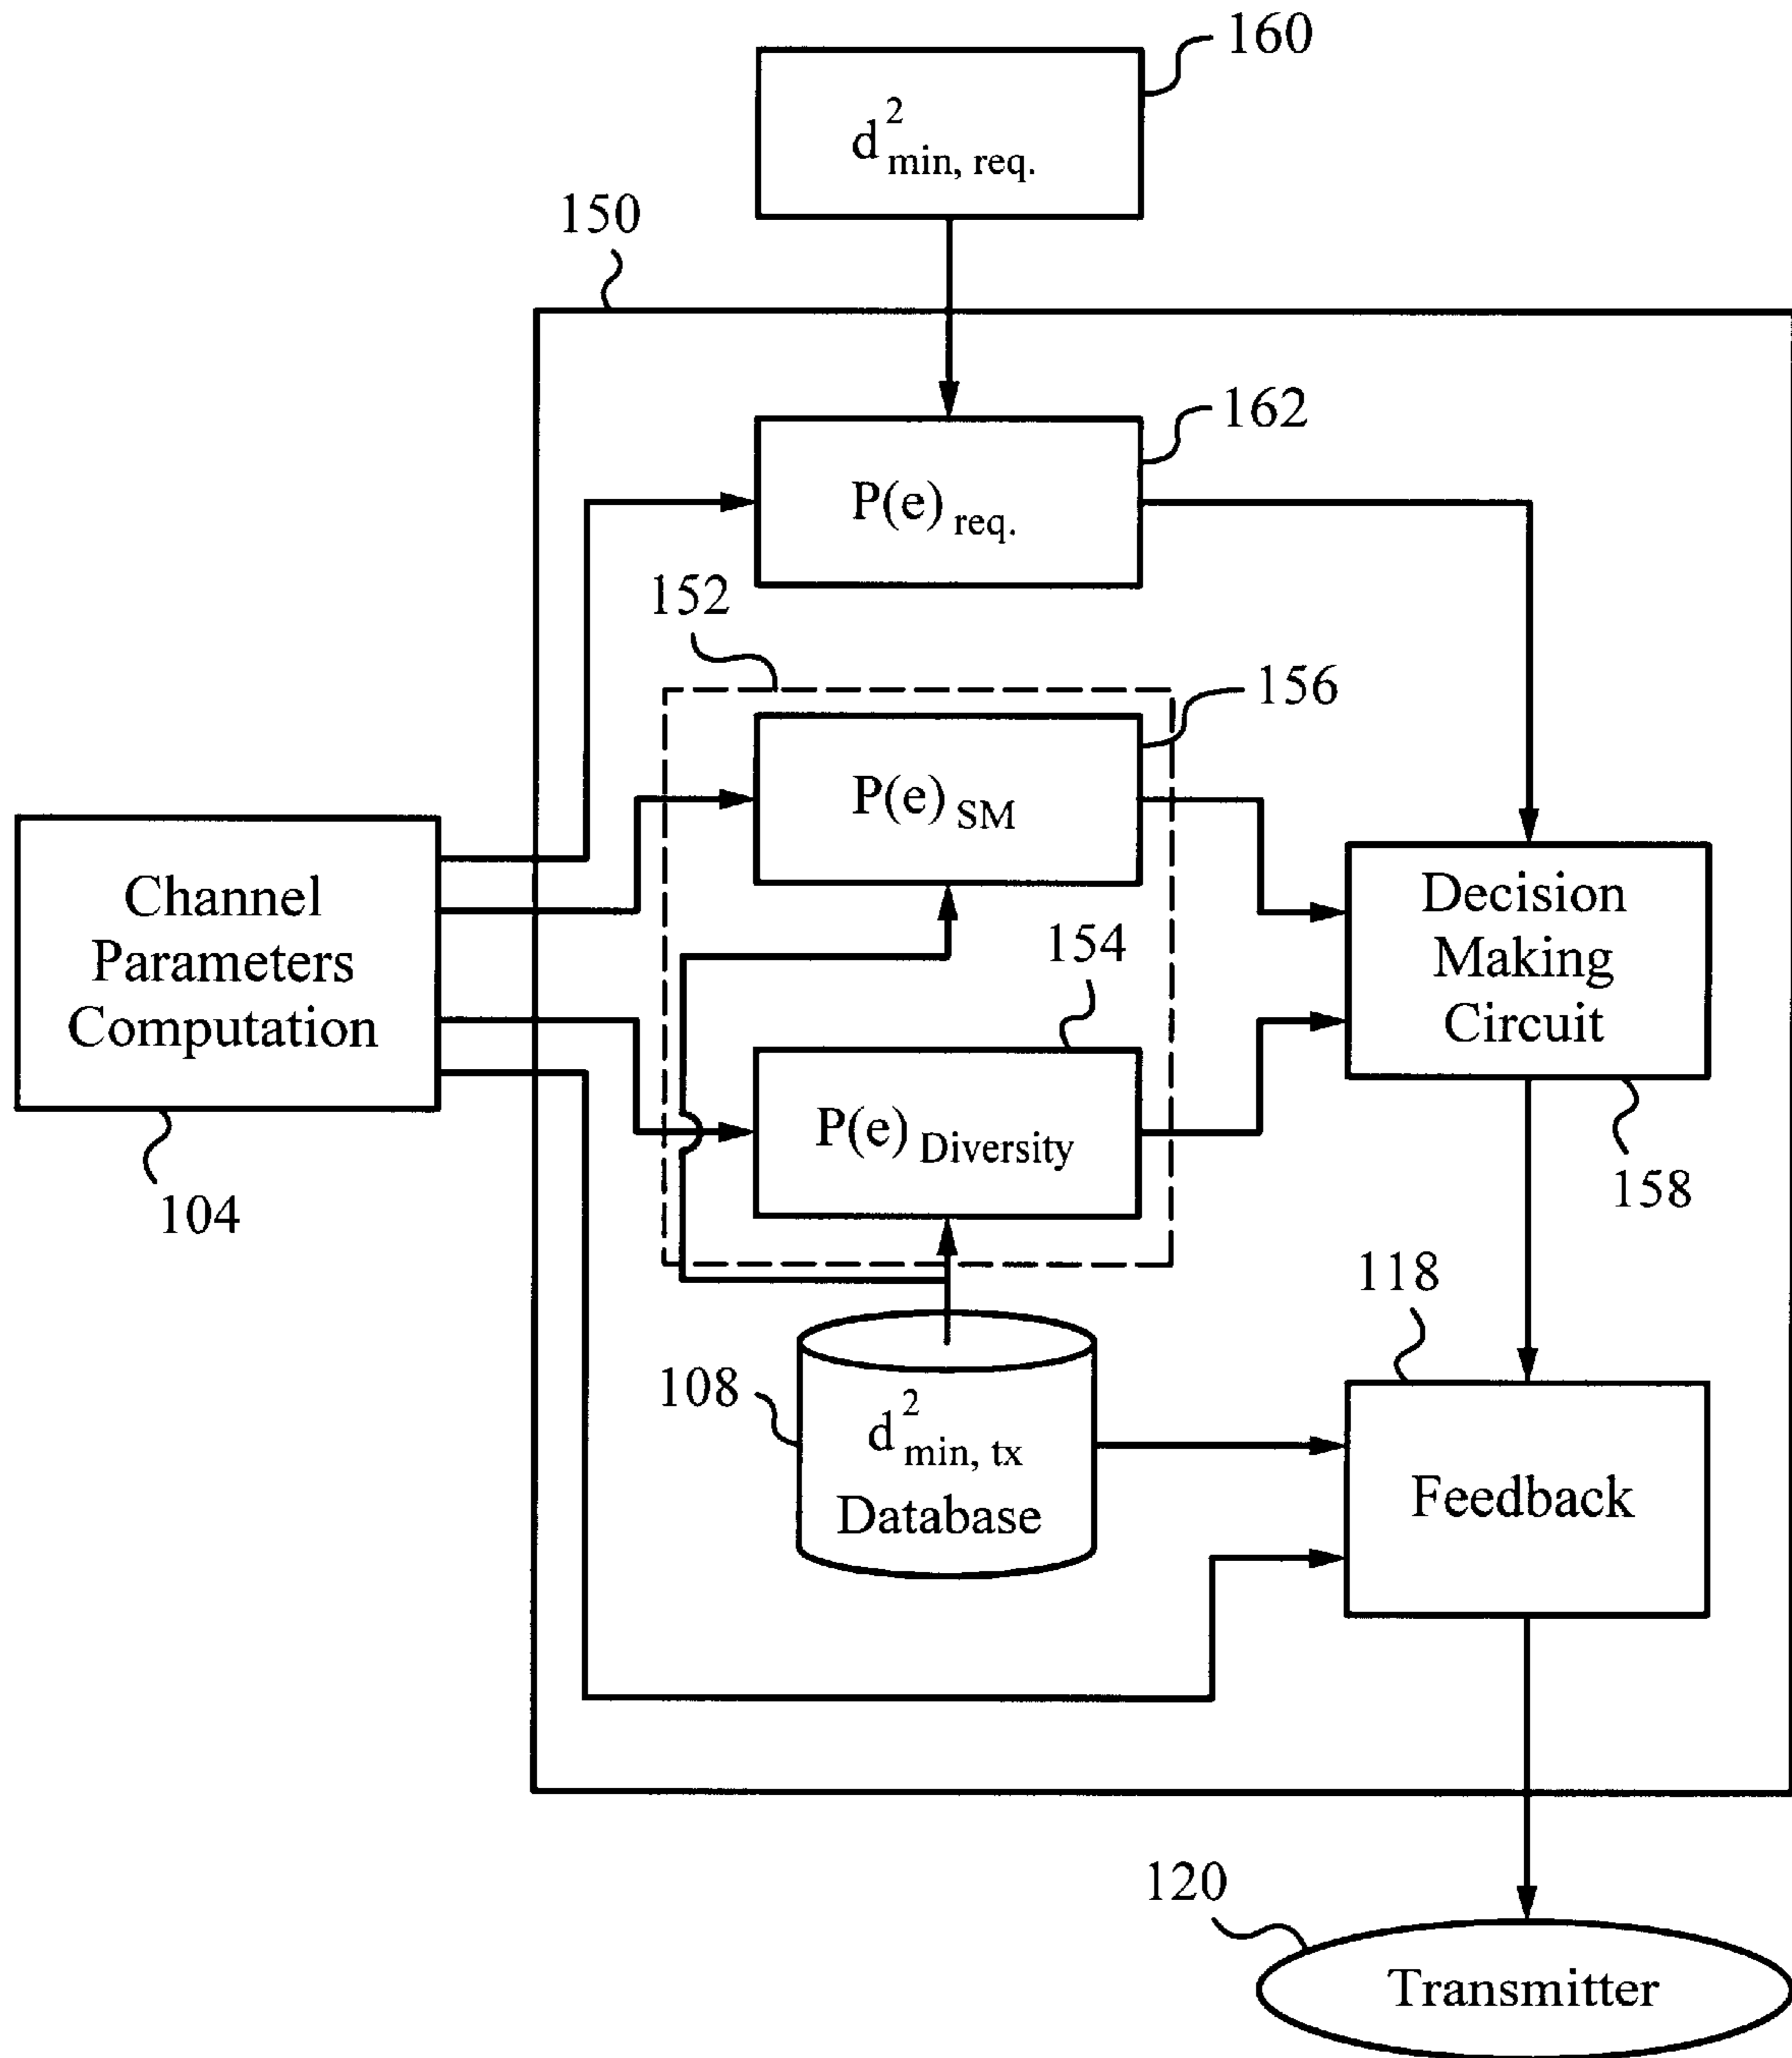 160
d²min, req.
150
162
P(e) req.
152
156
P(e) SM
Channel
Parameters
Computation
104
154
P(e) Diversity
Decision
Making
Circuit
158
108
d²min, tx
Database
118
Feedback
120
Transmitter